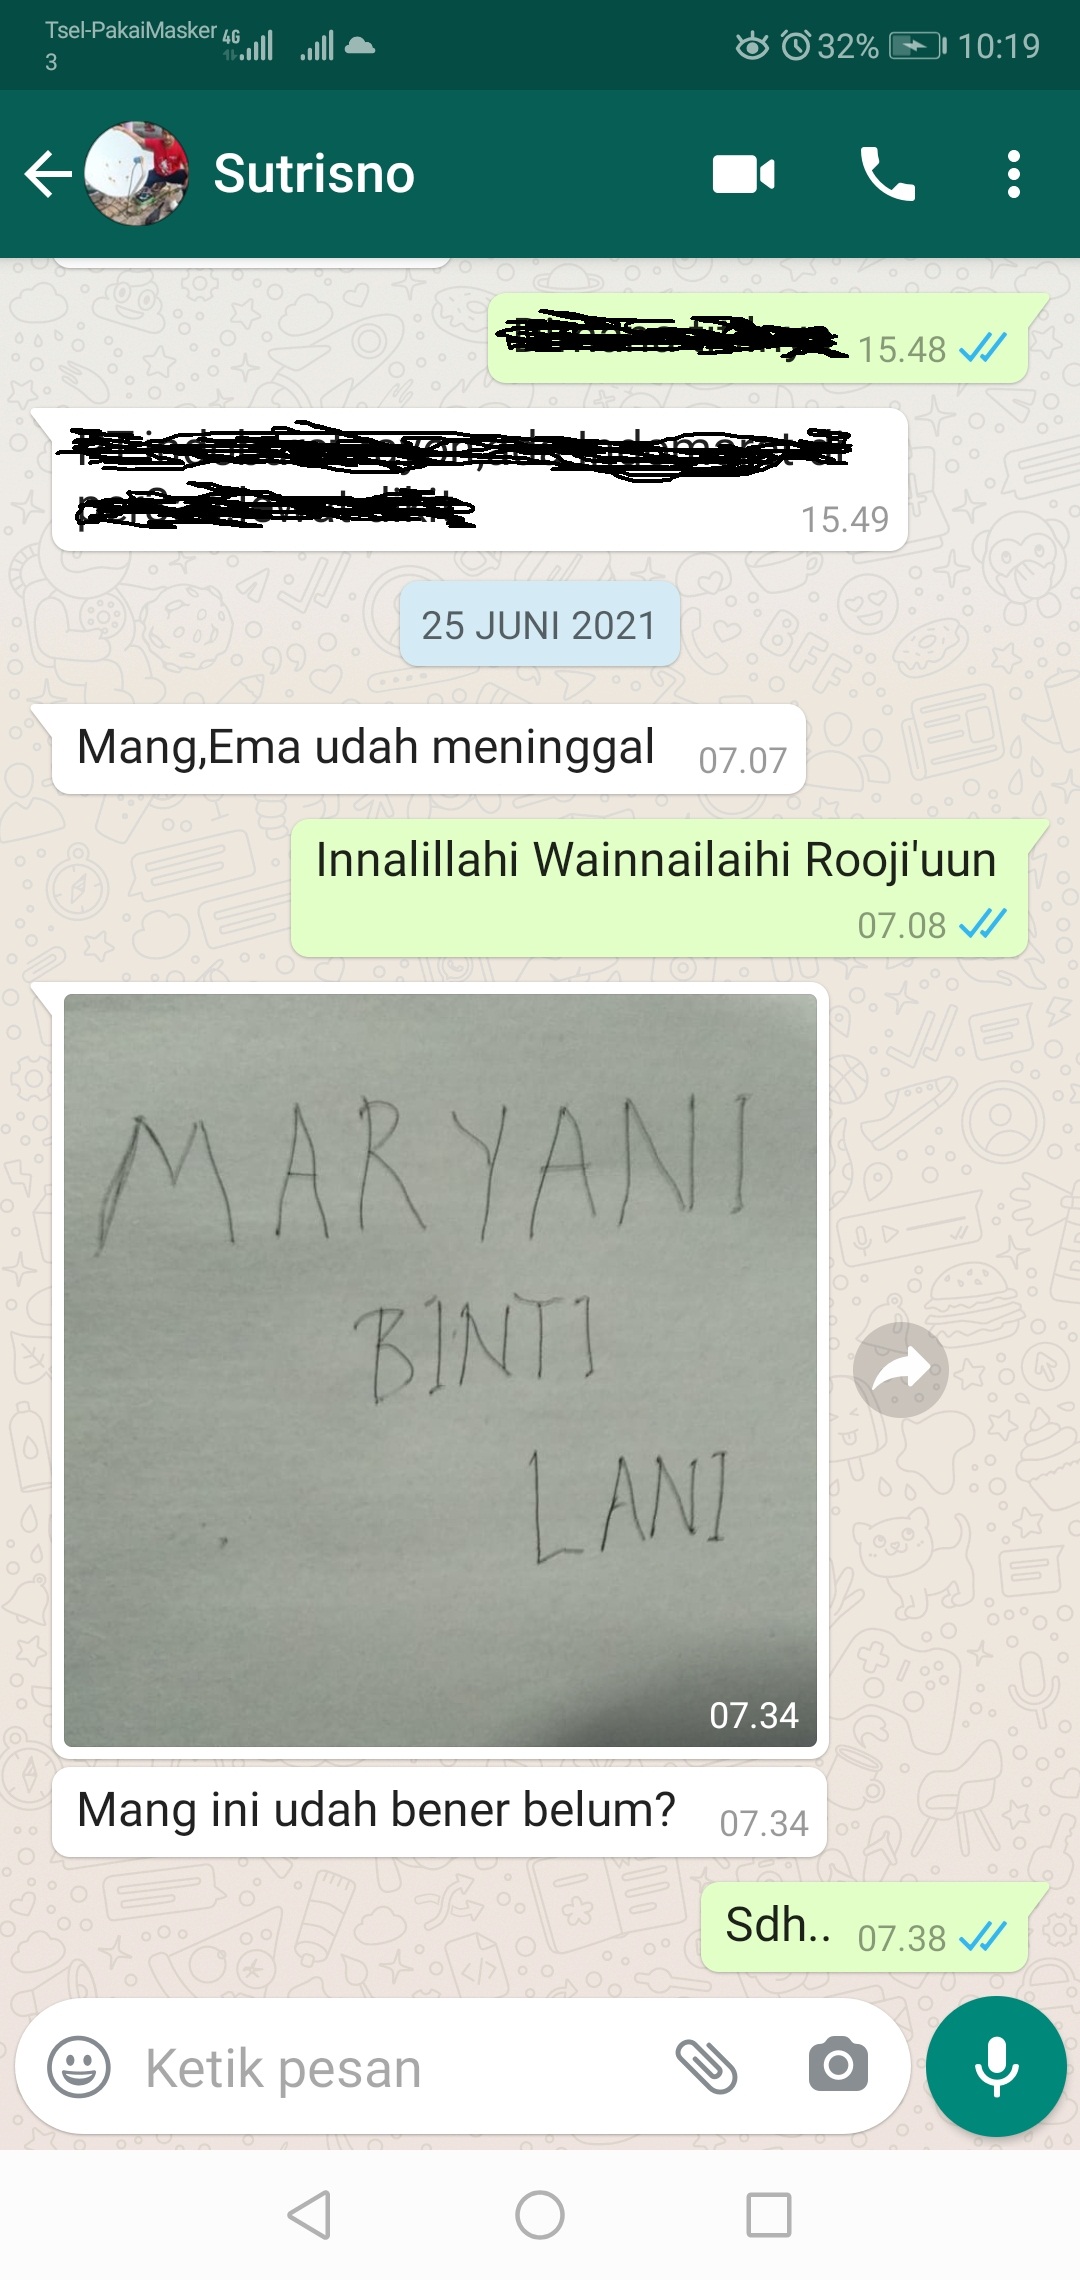 Tsel-PakaiMasker
3
4G
32%
10:19
Sutrisno
15.48
15.49
25 JUNI 2021
Mang,Ema udah meninggal
07.07
Innalillahi Wainnailaihi Rooji'uun
07.08
MARYANI
BINTI
LANI
07.34
Mang ini udah bener belum?
07.34
Sdh..
07.38
Ketik pesan